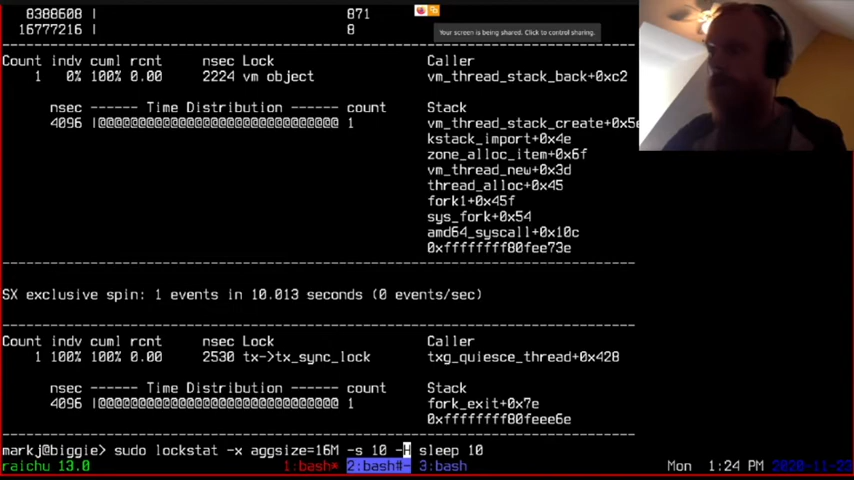 8388608 | 871
16777216 | 8
-------------------------------------------------------------------------------
Count indv cuml rcnt nsec Lock Caller
1 0% 100% 0.00 2224 vm object vm_thread_stack_back+0xc2
nsec ------ Time Distribution ------ count Stack
4096 |@@@@@@@@@@@@@@@@@@@@@@@@@@@@@@ 1 vm_thread_stack_create+0x5e
kstack_import+0x4e
zone_alloc_item+0x6f
vm_thread_new+0x3d
thread_alloc+0x45
fork1+0x45f
sys_fork+0x54
amd64_syscall+0x10c
0xffffffff80fee73e
-------------------------------------------------------------------------------
SX exclusive spin: 1 events in 10.013 seconds (0 events/sec)
-------------------------------------------------------------------------------
Count indv cuml rcnt nsec Lock Caller
1 100% 100% 0.00 2530 tx->tx_sync_lock txg_quiesce_thread+0x428
nsec ------ Time Distribution ------ count Stack
4096 |@@@@@@@@@@@@@@@@@@@@@@@@@@@@@@ 1 fork_exit+0x7e
0xffffffff80fee6e
-------------------------------------------------------------------------------
markj@biggie> sudo lockstat -x aggsize=16M -s 10 -H sleep 10
raichu 13.0 1:bash* 2:bash#- 3:bash Mon 1:24 PM 2020-11-23
Your screen is being shared. Click to control sharing.